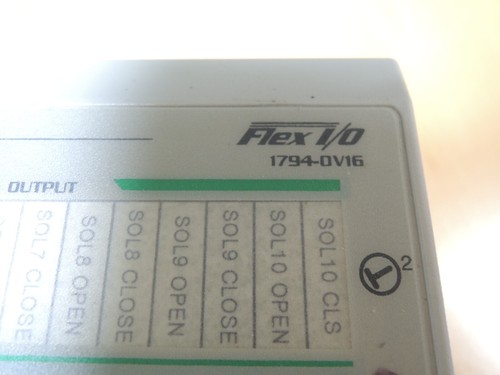 Flex I/O
1794-OV16
OUTPUT
SOL7 CLOSE
SOL8 OPEN
SOL8 CLOSE
SOL9 OPEN
SOL9 CLOSE
SOL10 OPEN
SOL10 CLS
T 2